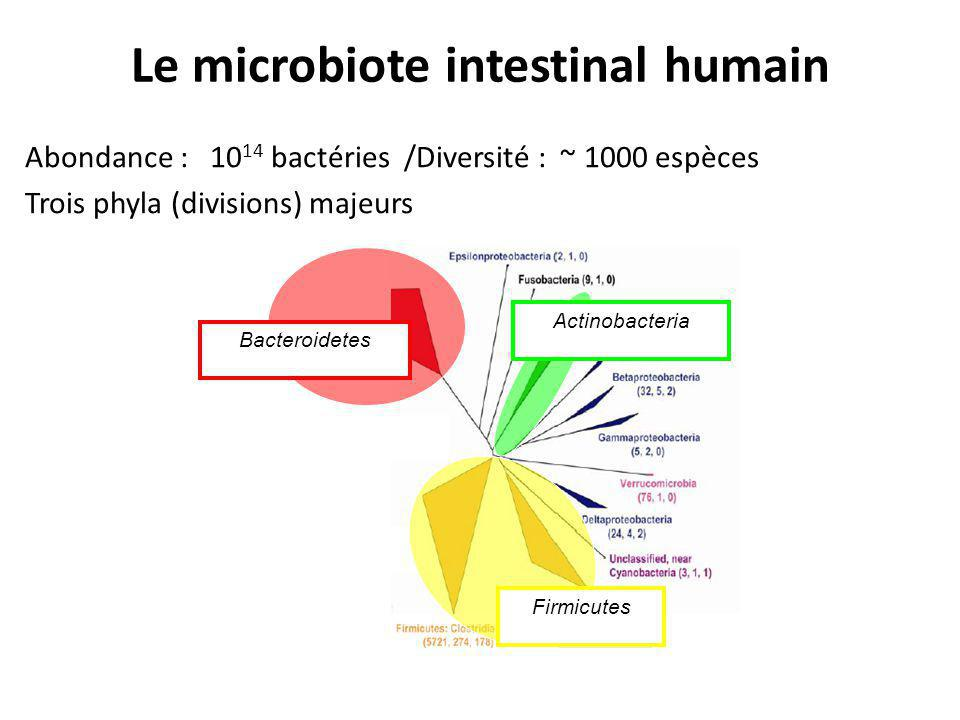 Le microbiote intestinal humain
Abondance : 10¹⁴ bactéries /Diversité : ~ 1000 espèces
Trois phyla (divisions) majeurs
Epsilonproteobacteria (2, 1, 0)
Fusobacteria (9, 1, 0)
Actinobacteria
Bacteroidetes
Betaproteobacteria
(32, 5, 2)
Gammaproteobacteria
(5, 2, 0)
Verrucomicrobia
(76, 1, 0)
Deltaproteobacteria
(24, 4, 2)
Unclassified, near
Cyanobacteria (3, 1, 1)
Firmicutes
Firmicutes: Clostridia
(5721, 274, 178)